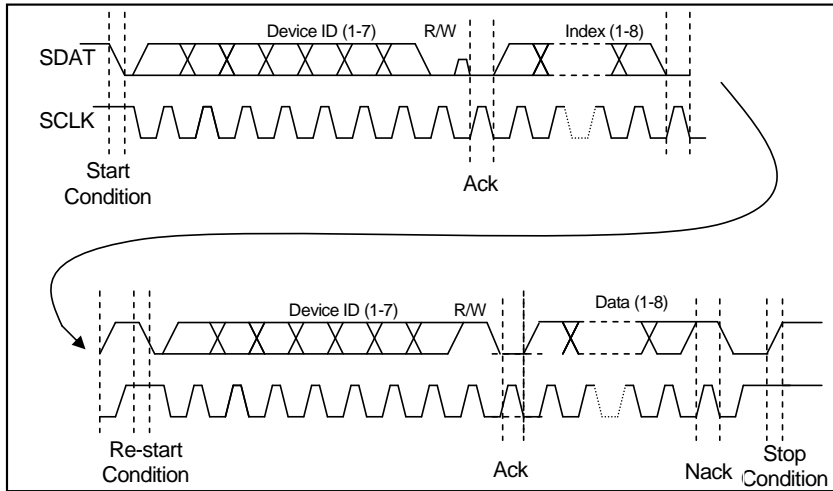 Device ID (1-7)
R/W
Index (1-8)
SDAT
SCLK
Start
Condition
Ack
Device ID (1-7)
R/W
Data (1-8)
Re-start
Condition
Ack
Nack
Stop
Condition